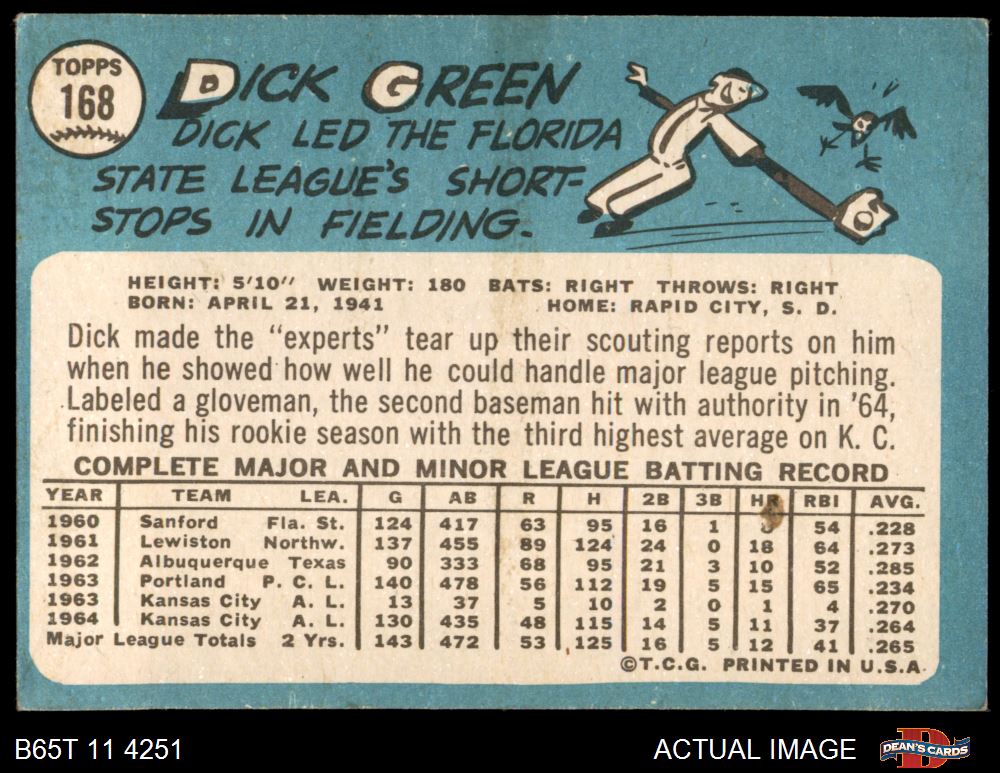 TOPPS
168
DICK GREEN
DICK LED THE FLORIDA
STATE LEAGUE'S SHORT-
STOPS IN FIELDING.
HEIGHT: 5'10" WEIGHT: 180 BATS: RIGHT THROWS: RIGHT
BORN: APRIL 21, 1941 HOME: RAPID CITY, S. D.
Dick made the "experts" tear up their scouting reports on him
when he showed how well he could handle major league pitching.
Labeled a gloveman, the second baseman hit with authority in '64,
finishing his rookie season with the third highest average on K. C.
COMPLETE MAJOR AND MINOR LEAGUE BATTING RECORD
YEAR TEAM LEA. G AB R H 2B 3B HR RBI AVG.
1960 Sanford Fla. St. 124 417 63 95 16 1 54 .228
1961 Lewiston Northw. 137 455 89 124 24 0 18 64 .273
1962 Albuquerque Texas 90 333 68 95 21 3 10 52 .285
1963 Portland P. C. L. 140 478 56 112 19 5 15 65 .234
1963 Kansas City A. L. 13 37 5 10 2 0 1 4 .270
1964 Kansas City A. L. 130 435 48 115 14 5 11 37 .264
Major League Totals 2 Yrs. 143 472 53 125 16 5 12 41 .265
©T.C.G. PRINTED IN U.S.A.
B65T 11 4251 ACTUAL IMAGE DEAN'S CARDS